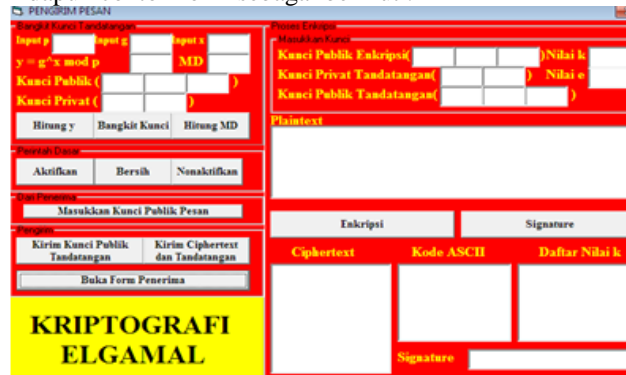 PENGIRIM PESAN
Bangkit Kunci Tandatangan
Input p Input g Input x
y = g^x mod p MD
Kunci Publik ( )
Kunci Privat ( )
Hitung y Bangkit Kunci Hitung MD
Perintah Dasar
Aktifkan Bersih Nonaktifkan
Dari Penerima
Masukkan Kunci Publik Pesan
Pengirim
Kirim Kunci Publik Tandatangan
Kirim Ciphertext dan Tandatangan
Buka Form Penerima
KRIPTOGRAFI
ELGAMAL
Proses Enkripsi
Masukkan Kunci
Kunci Publik Enkripsi( )Nilai k
Kunci Privat Tandatangan( ) Nilai e
Kunci Publik Tandatangan( )
Plaintext
Enkripsi Signature
Ciphertext Kode ASCII Daftar Nilai k
Signature